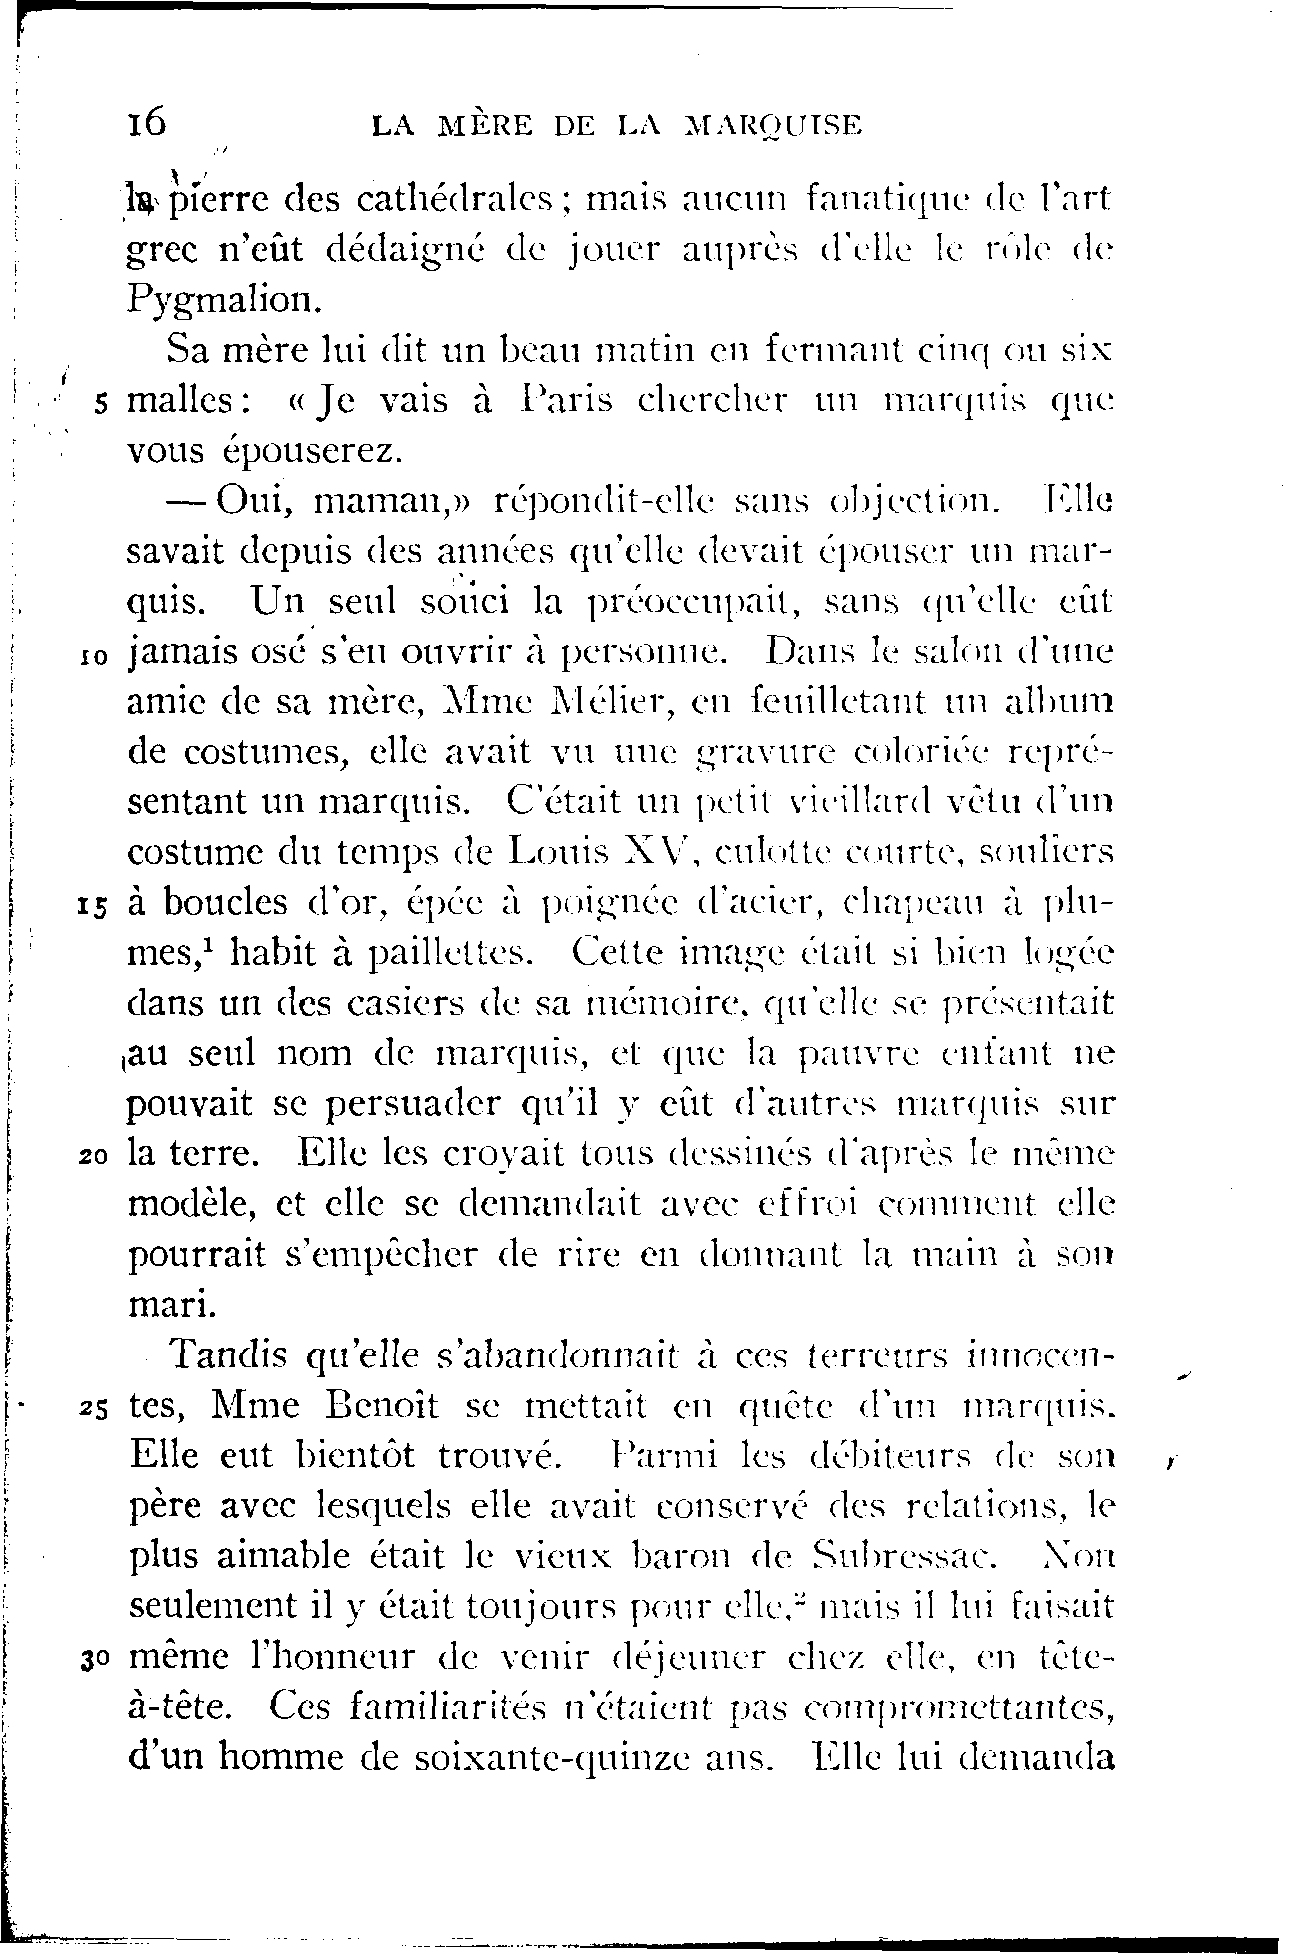 16 LA MÈRE DE LA MARQUISE
la pierre des cathédrales ; mais aucun fanatique de l'art
grec n'eût dédaigné de jouer auprès d'elle le rôle de
Pygmalion.
Sa mère lui dit un beau matin en fermant cinq ou six
5 malles : « Je vais à Paris chercher un marquis que
vous épouserez.
— Oui, maman,» répondit-elle sans objection. Elle
savait depuis des années qu'elle devait épouser un mar-
quis. Un seul souci la préoccupait, sans qu'elle eût
10 jamais osé s'en ouvrir à personne. Dans le salon d'une
amie de sa mère, Mme Mélier, en feuilletant un album
de costumes, elle avait vu une gravure coloriée repré-
sentant un marquis. C'était un petit vieillard vêtu d'un
costume du temps de Louis XV, culotte courte, souliers
15 à boucles d'or, épée à poignée d'acier, chapeau à plu-
mes,¹ habit à paillettes. Cette image était si bien logée
dans un des casiers de sa mémoire, qu'elle se présentait
au seul nom de marquis, et que la pauvre enfant ne
pouvait se persuader qu'il y eût d'autres marquis sur
20 la terre. Elle les croyait tous dessinés d'après le même
modèle, et elle se demandait avec effroi comment elle
pourrait s'empêcher de rire en donnant la main à son
mari.
Tandis qu'elle s'abandonnait à ces terreurs innocen-
25 tes, Mme Benoît se mettait en quête d'un marquis.
Elle eut bientôt trouvé. Parmi les débiteurs de son
père avec lesquels elle avait conservé des relations, le
plus aimable était le vieux baron de Subressac. Non
seulement il y était toujours pour elle,² mais il lui faisait
30 même l'honneur de venir déjeuner chez elle, en tête-
à-tête. Ces familiarités n'étaient pas compromettantes,
d'un homme de soixante-quinze ans. Elle lui demanda